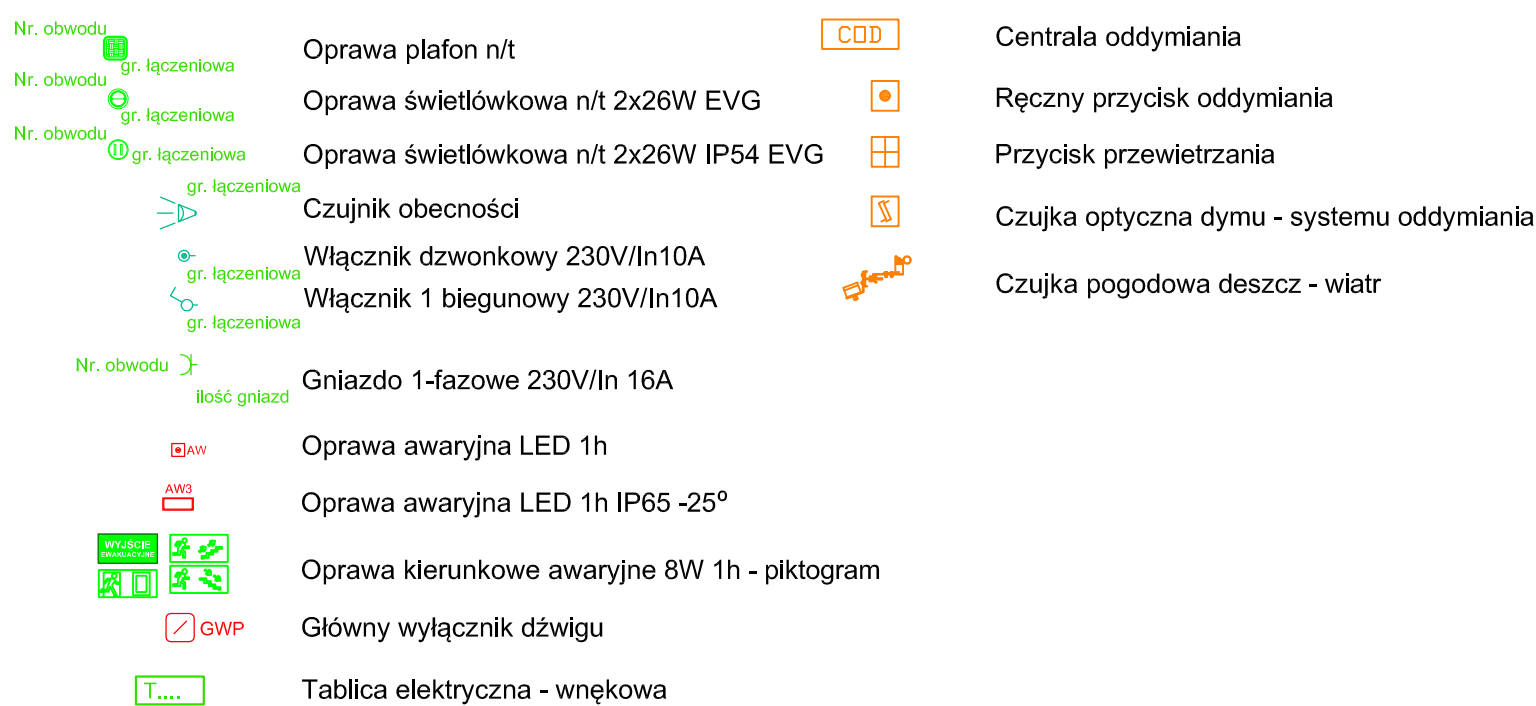 Nr. obwodu
gr. łączeniowa
Oprawa plafon n/t
Nr. obwodu
gr. łączeniowa
Oprawa świetlówkowa n/t 2x26W EVG
Nr. obwodu
gr. łączeniowa
Oprawa świetlówkowa n/t 2x26W IP54 EVG
gr. łączeniowa
Czujnik obecności
Włącznik dzwonkowy 230V/In10A
gr. łączeniowa
Włącznik 1 biegunowy 230V/In10A
gr. łączeniowa
Nr. obwodu
ilość gniazd
Gniazdo 1-fazowe 230V/In 16A
AW
Oprawa awaryjna LED 1h
AW3
Oprawa awaryjna LED 1h IP65 -25º
WYJŚCIE
EWAKUACYJNE
Oprawa kierunkowe awaryjne 8W 1h - piktogram
GWP
Główny wyłącznik dźwigu
T....
Tablica elektryczna - wnękowa
COD
Centrala oddymiania
Ręczny przycisk oddymiania
Przycisk przewietrzania
Czujka optyczna dymu - systemu oddymiania
Czujka pogodowa deszcz - wiatr